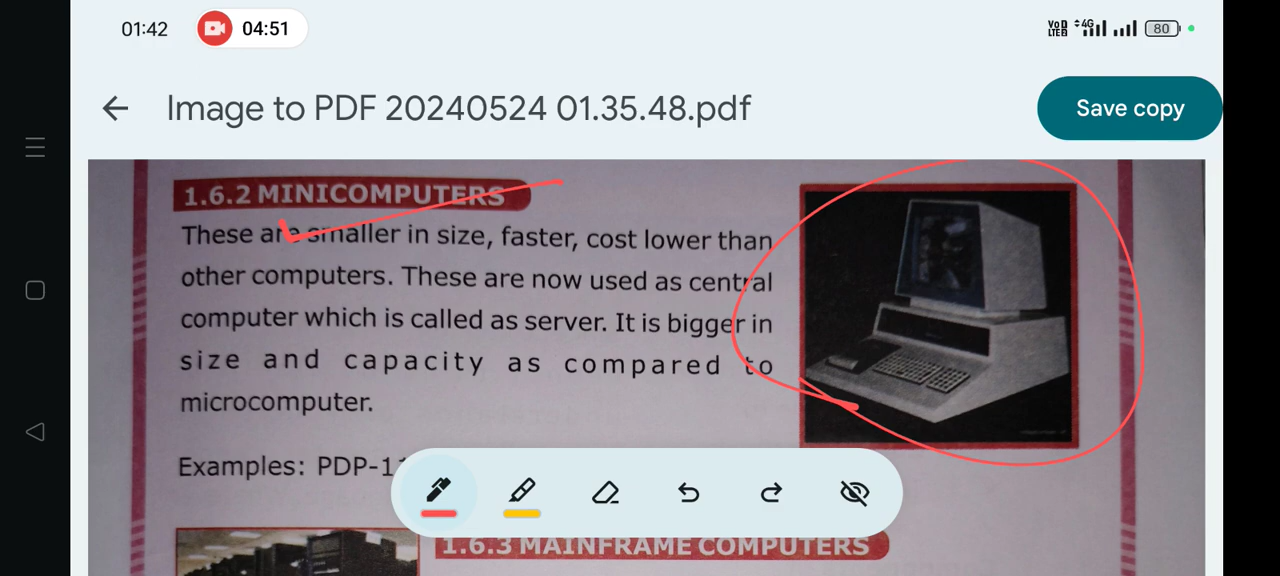 01:42
04:51
VoD LTE
4G
80
Image to PDF 20240524 01.35.48.pdf
Save copy
1.6.2 MINICOMPUTERS
These are smaller in size, faster, cost lower than
other computers. These are now used as central
computer which is called as server. It is bigger in
size and capacity as compared to
microcomputer.
Examples: PDP-1
1.6.3 MAINFRAME COMPUTERS